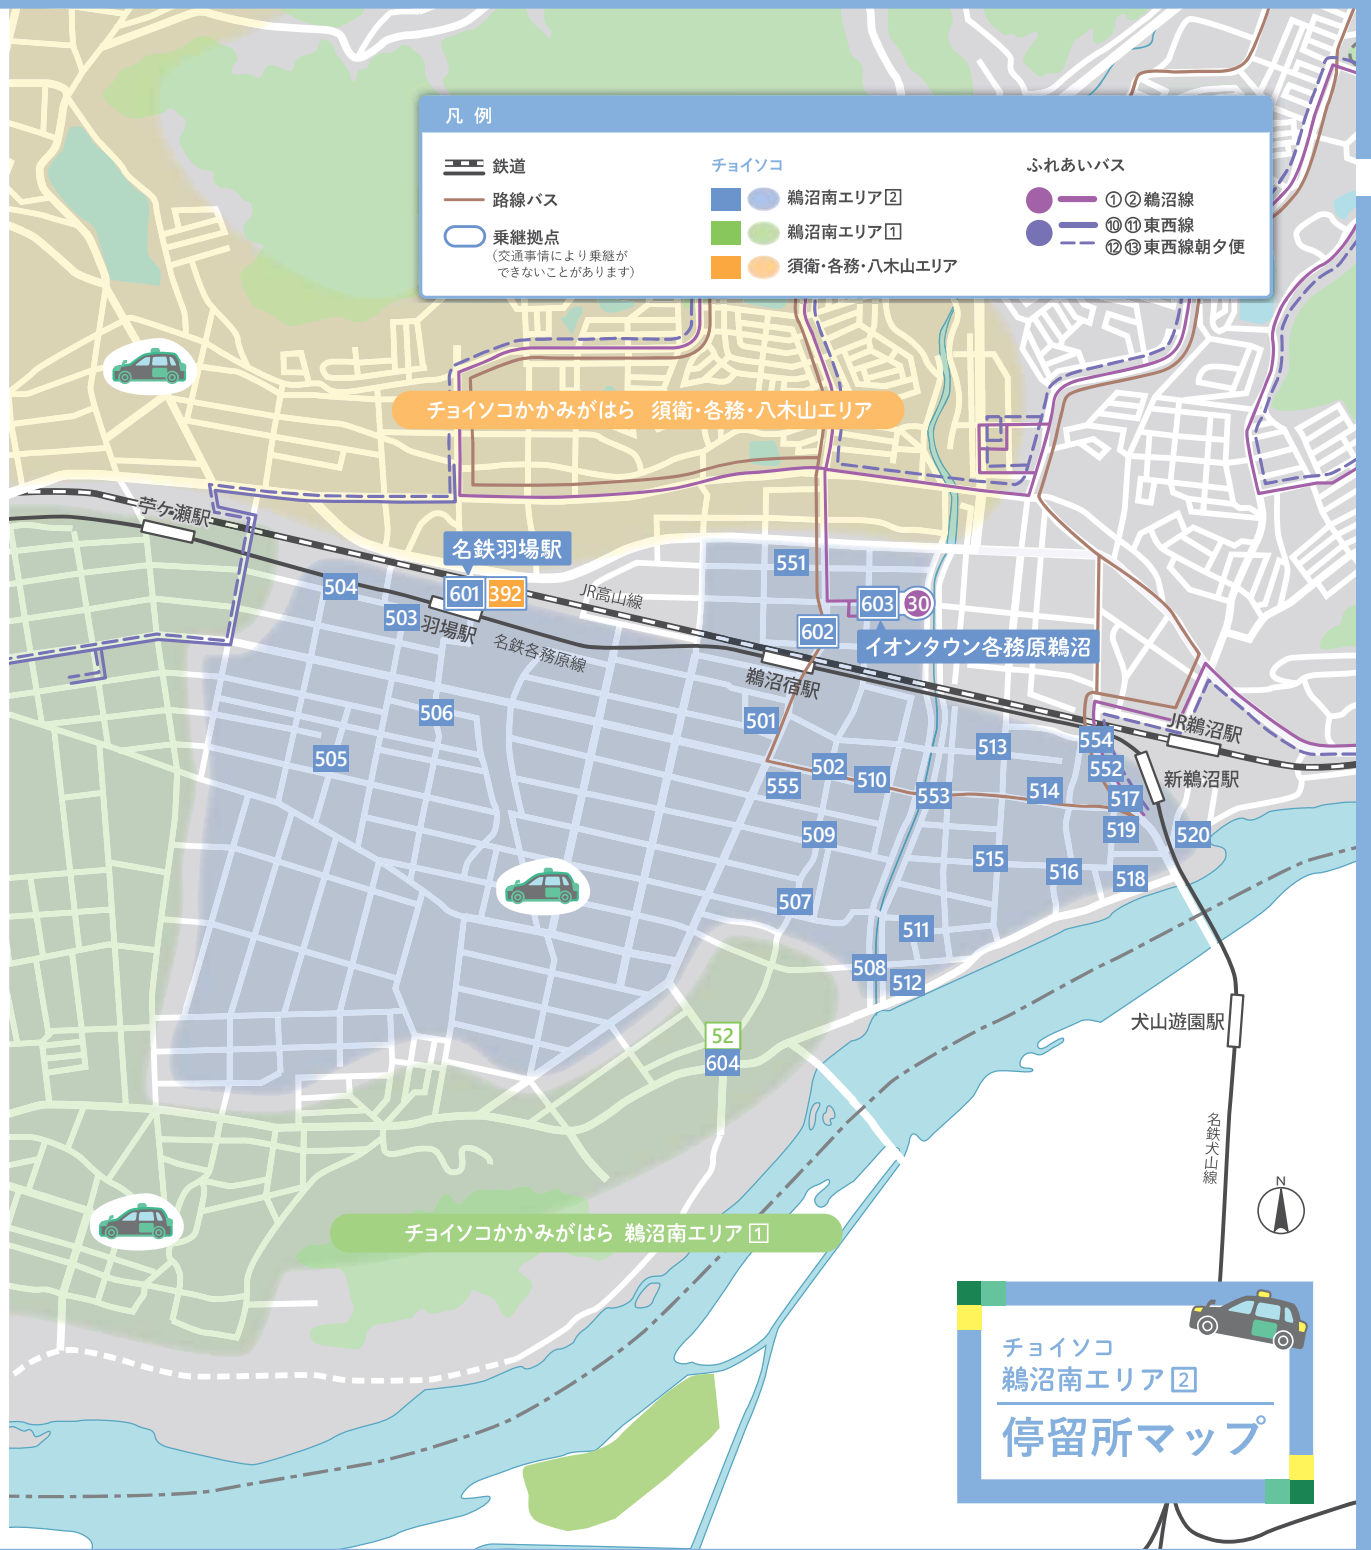 凡 例
鉄道
路線バス
乗継拠点
(交通事情により乗継が
できないことがあります)
チョイソコ
鵜沼南エリア2
鵜沼南エリア1
須衛・各務・八木山エリア
ふれあいバス
①②鵜沼線
⑩⑪東西線
⑫⑬東西線朝夕便
チョイソコかかみがはら 須衛・各務・八木山エリア
苧ケ瀬駅
名鉄羽場駅
551
504
601
392
JR高山線
603
30
503
羽場駅
602
名鉄各務原線
イオンタウン各務原鵜沼
鵜沼宿駅
506
501
JR鵜沼駅
554
513
505
502
552
新鵜沼駅
555
510
553
514
517
509
519
520
515
516
518
507
511
508
512
犬山遊園駅
52
604
名鉄犬山線
N
チョイソコかかみがはら 鵜沼南エリア1
チョイソコ
鵜沼南エリア2
停留所マップ